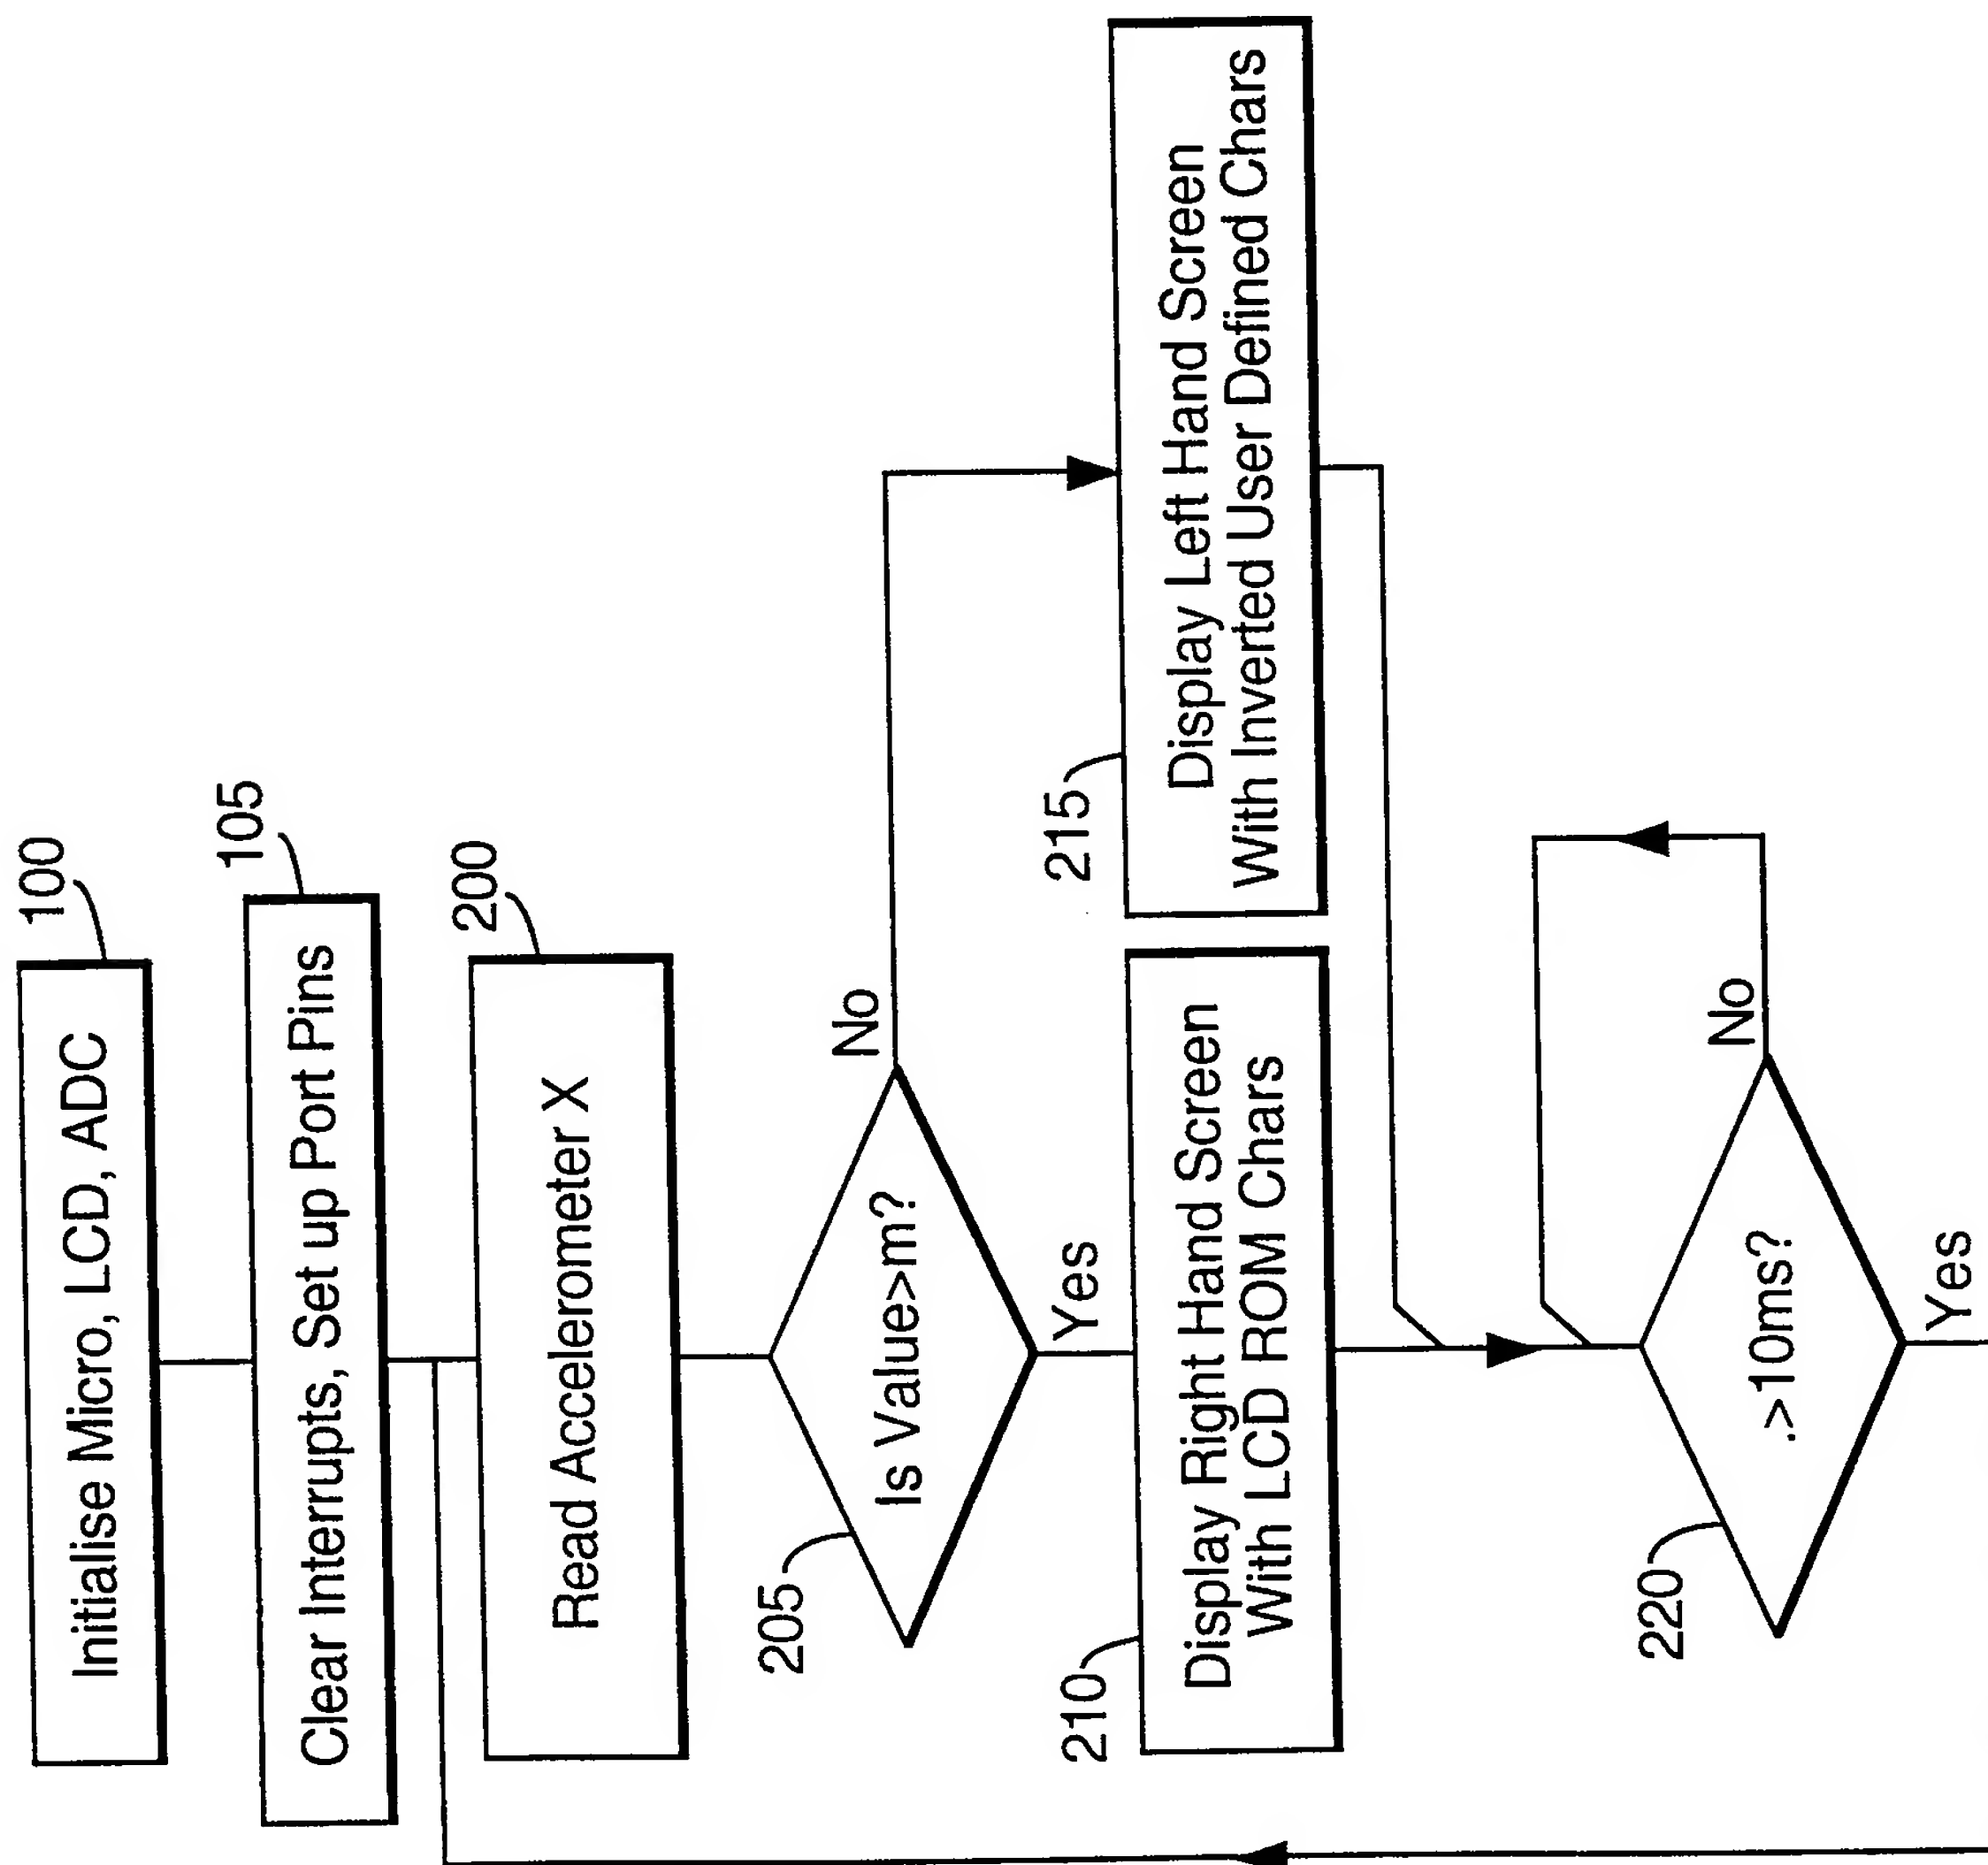 100
Initialise Micro, LCD, ADC
105
Clear Interrupts, Set up Port Pins
200
Read Accelerometer X
205
Is Value>m?
No
Yes
210
Display Right Hand Screen
With LCD ROM Chars
215
Display Left Hand Screen
With Inverted User Defined Chars
220
.>10ms?
No
Yes